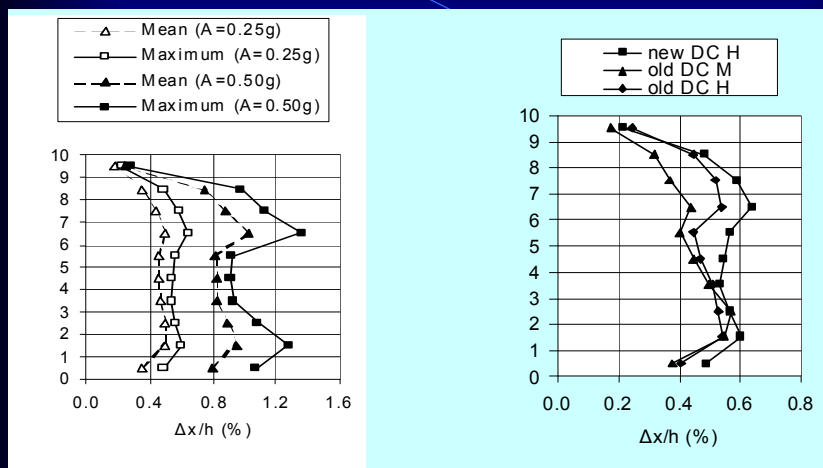 Mean (A=0.25g)
Maximum (A=0.25g)
Mean (A=0.50g)
Maximum (A=0.50g)
10
9
8
7
6
5
4
3
2
1
0
0.0 0.4 0.8 1.2 1.6
Δx/h (%)
new DC H
old DC M
old DC H
10
9
8
7
6
5
4
3
2
1
0
0.0 0.2 0.4 0.6 0.8
Δx/h (%)